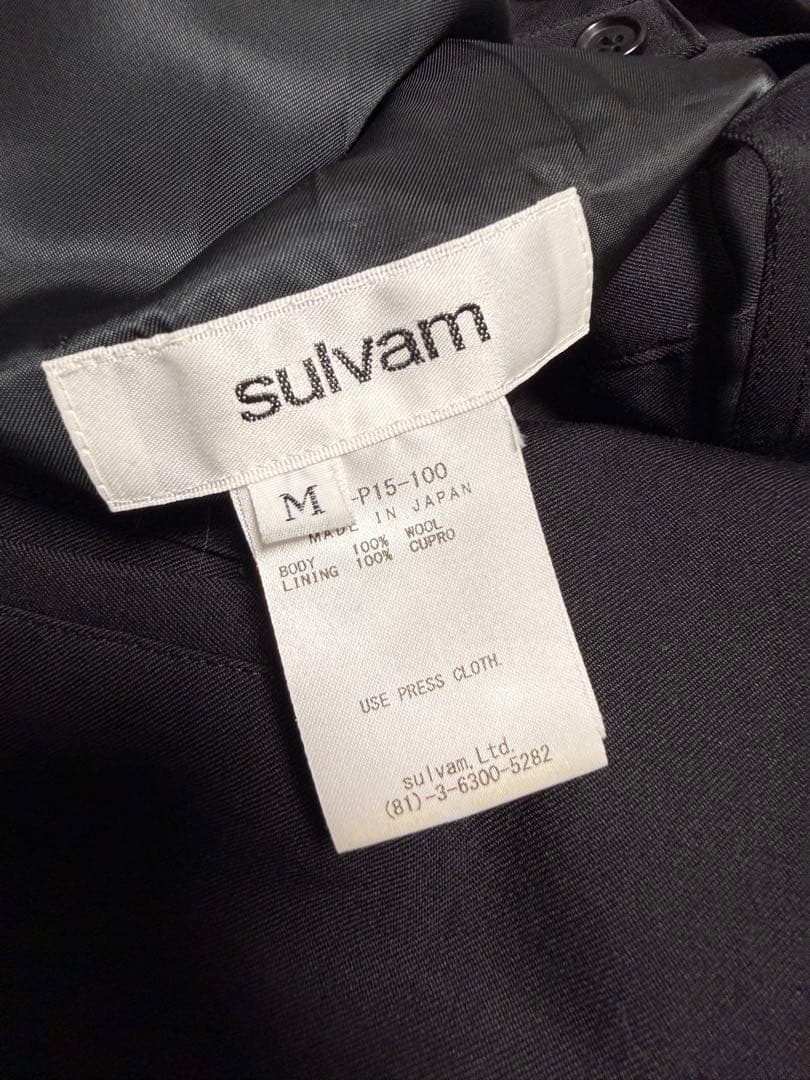 sulvam
M
-P15-100
MADE IN JAPAN
BODY 100% WOOL
LINING 100% CUPRO
USE PRESS CLOTH.
sulvam, Ltd.
(81)-3-6300-5282